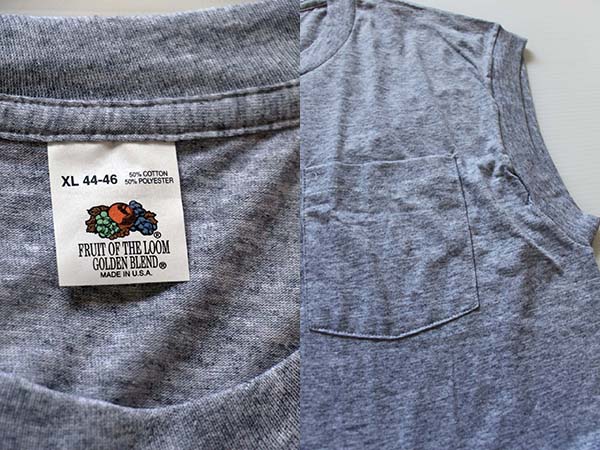 XL 44-46
50% COTTON
50% POLYESTER
®
FRUIT OF THE LOOM
GOLDEN BLEND®
MADE IN U.S.A.